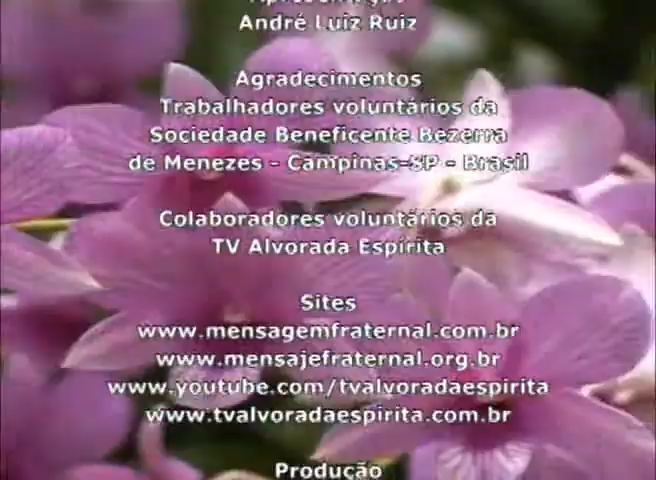 André Luiz Ruiz
Agradecimentos
Trabalhadores voluntários da
Sociedade Beneficente Bezerra
de Menezes - Campinas-SP - Brasil
Colaboradores voluntários da
TV Alvorada Espírita
Sites
www.mensagemfraternal.com.br
www.mensajefraternal.org.br
www.youtube.com/tvalvoradaespirita
www.tvalvoradaespirita.com.br
Produção